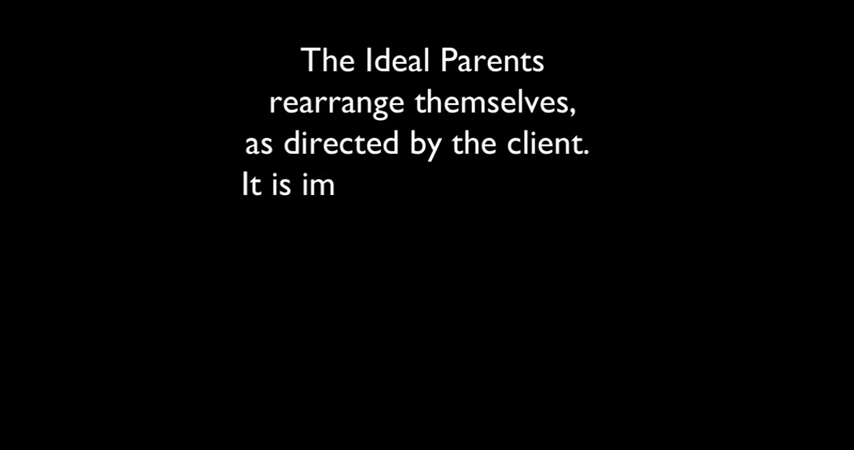 The Ideal Parents
rearrange themselves,
as directed by the client.
It is im